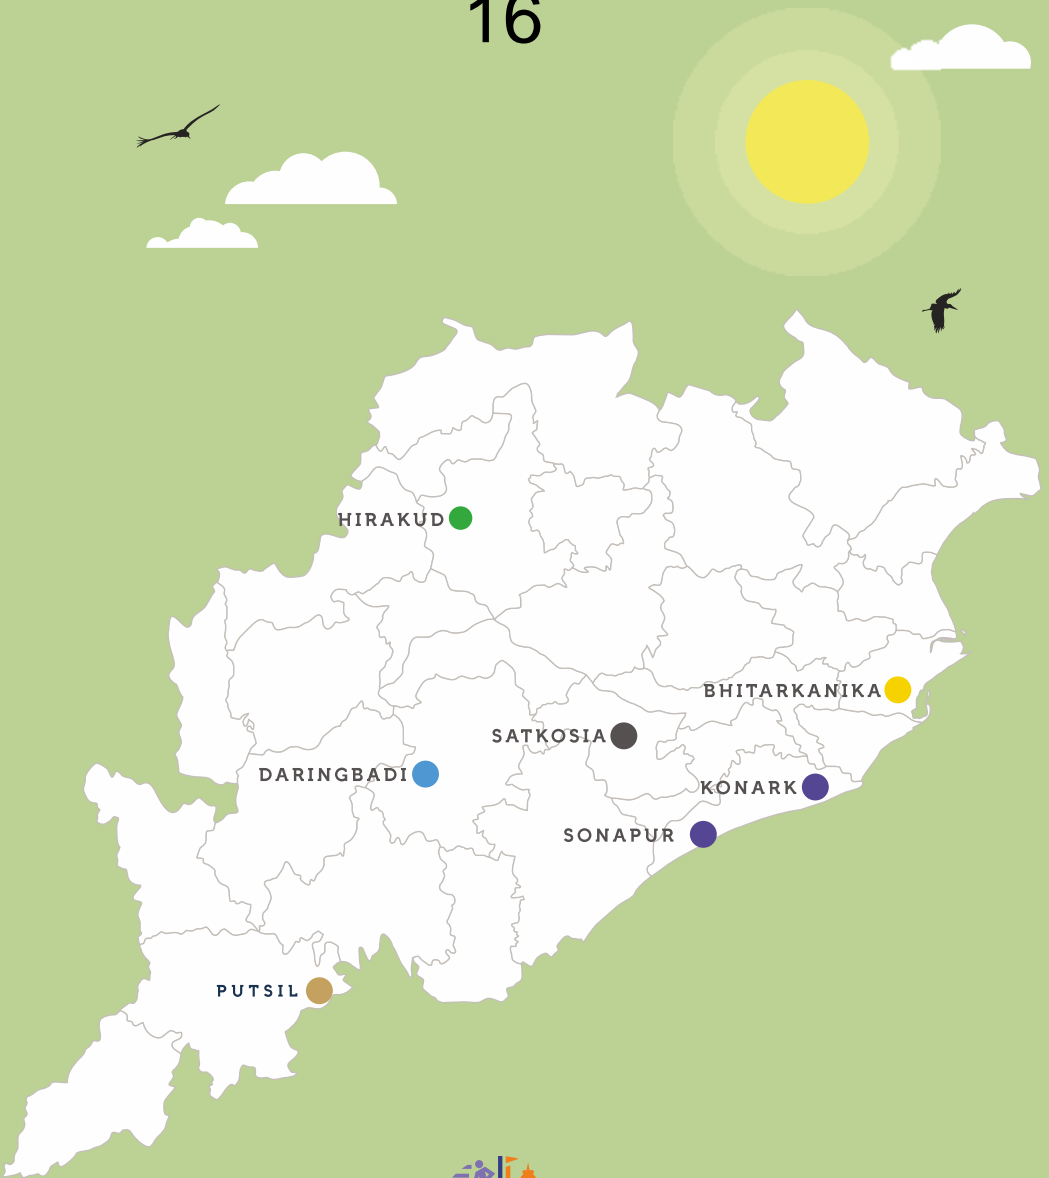 16
HIRAKUD
BHITARKANIKA
SATKOSIA
DARINGBADI
KONARK
SONAPUR
PUTSIL